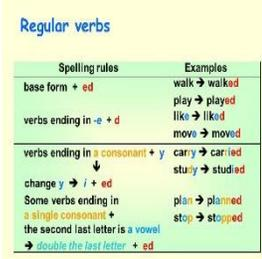 Regular verbs
Spelling rules Examples
base form + ed walk → walked
play → played
verbs ending in -e + d like → liked
move → moved
verbs ending in a consonant + y carry → carried
↓ study → studied
change y → i + ed
Some verbs ending in plan → planned
a single consonant + stop → stopped
the second last letter is a vowel
→ double the last letter + ed